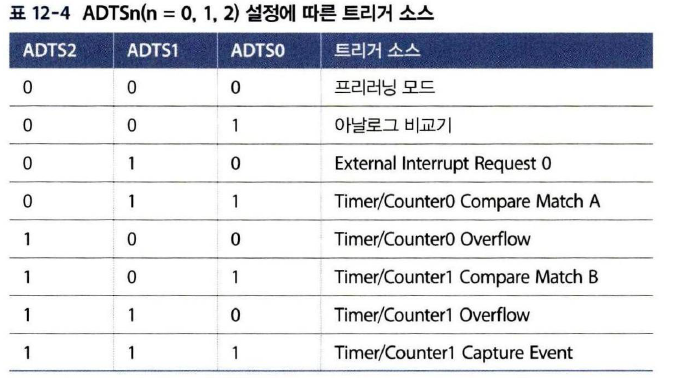 표 12-4 ADTSn(n = 0, 1, 2) 설정에 따른 트리거 소스
ADTS2 ADTS1 ADTS0 트리거 소스
0 0 0 프리러닝 모드
0 0 1 아날로그 비교기
0 1 0 External Interrupt Request 0
0 1 1 Timer/Counter0 Compare Match A
1 0 0 Timer/Counter0 Overflow
1 0 1 Timer/Counter1 Compare Match B
1 1 0 Timer/Counter1 Overflow
1 1 1 Timer/Counter1 Capture Event